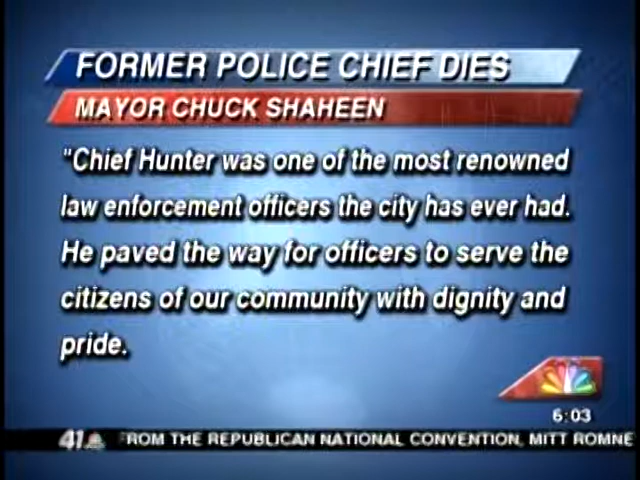 FORMER POLICE CHIEF DIES
MAYOR CHUCK SHAHEEN
"Chief Hunter was one of the most renowned
law enforcement officers the city has ever had.
He paved the way for officers to serve the
citizens of our community with dignity and
pride.
6:03
41 ROM THE REPUBLICAN NATIONAL CONVENTION, MITT ROMNE